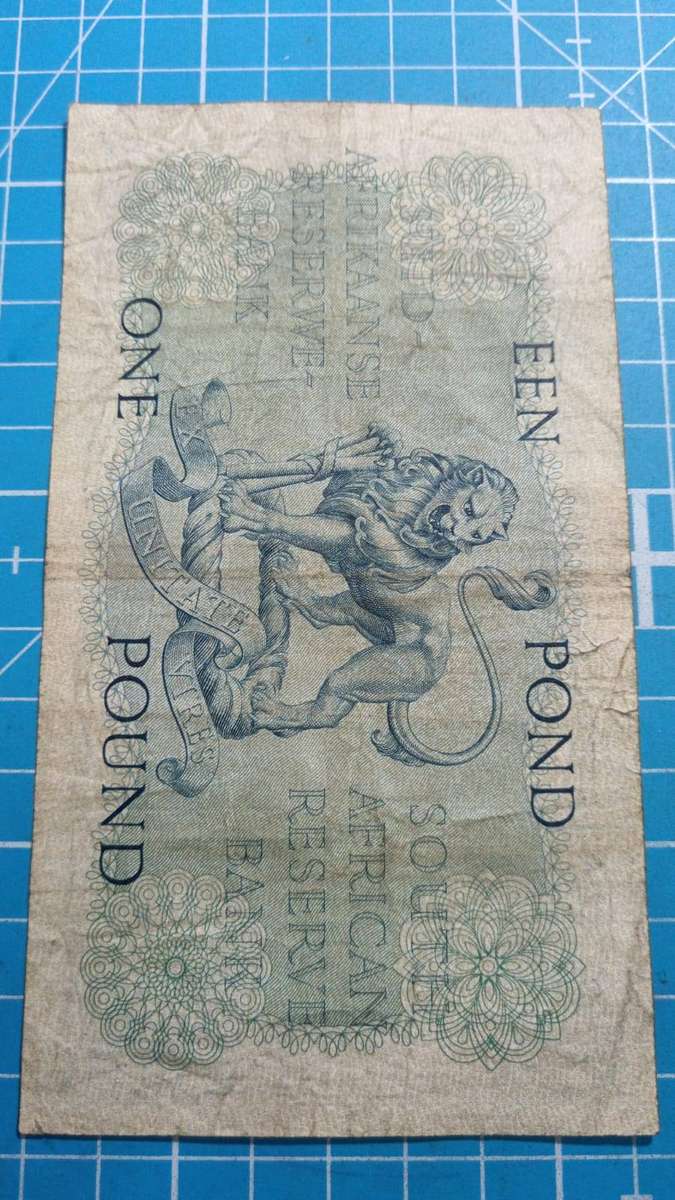 EEN POND
SUID-
AFRIKAANSE
RESERWE-
BANK
SOUTH
AFRICAN
RESERVE
BANK
EX UNITATE VIRES
ONE POUND